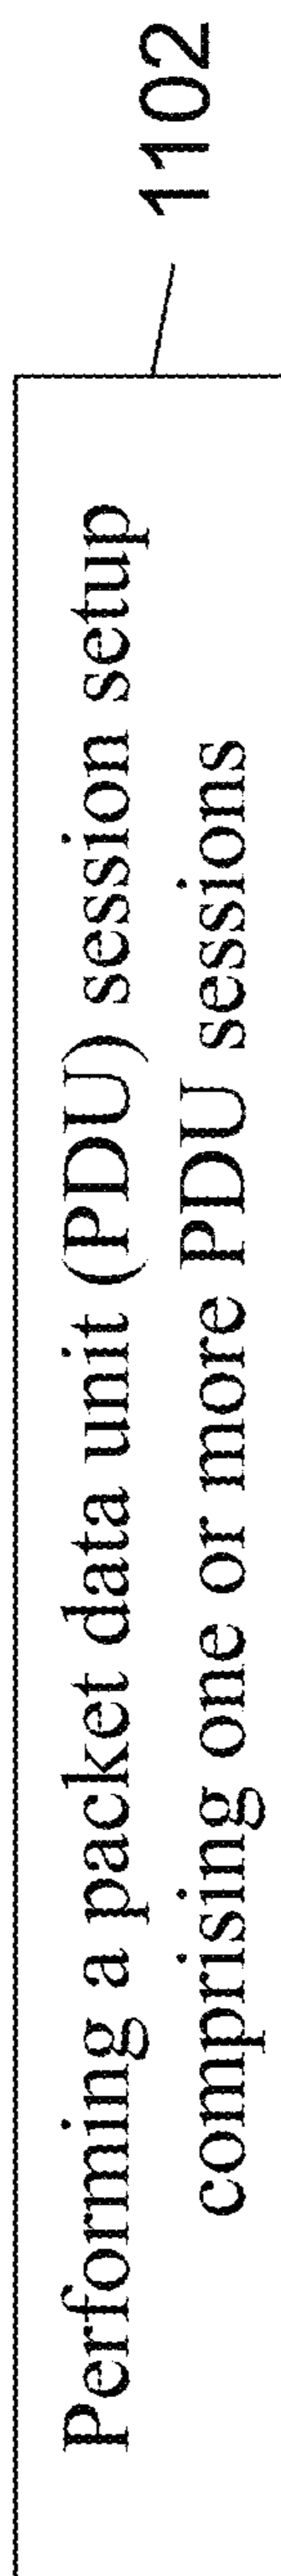 Performing a packet data unit (PDU) session setup
comprising one or more PDU sessions
1102